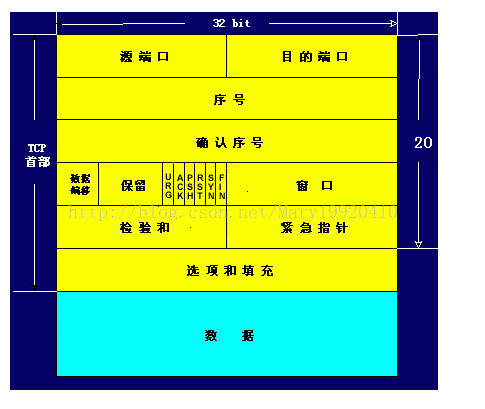 32 bit
源 端 口
目 的 端 口
序 号
TCP
首部
确 认 序 号
20
数据
偏移
保留
URG
ACK
PSH
RST
SYN
FIN
窗 口
http://blog.csdn.net/Mary19920410
检 验 和
紧 急 指 针
选 项 和 填 充
数 据